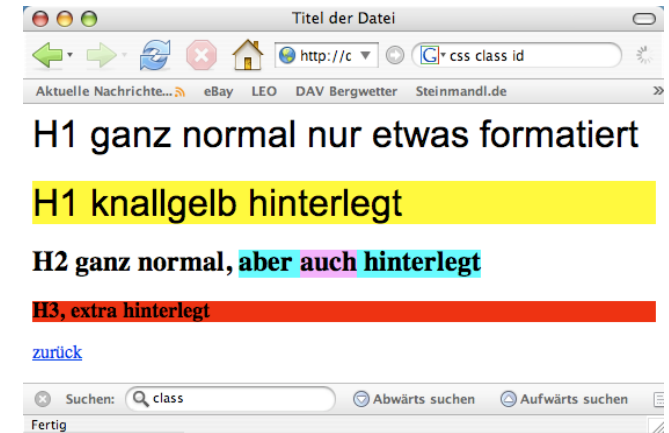 Titel der Datei
http://c G css class id
Aktuelle Nachrichte... eBay LEO DAV Bergwetter Steinmandl.de »
H1 ganz normal nur etwas formatiert
H1 knallgelb hinterlegt
H2 ganz normal, aber auch hinterlegt
H3, extra hinterlegt
zurück
Suchen: class Abwärts suchen Aufwärts suchen
Fertig